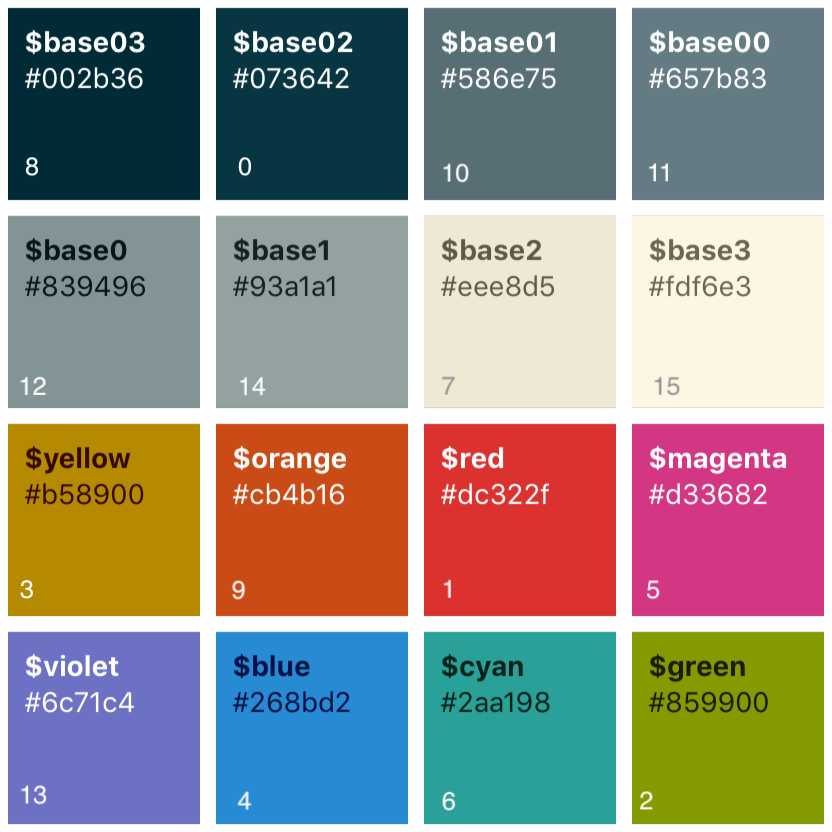 $base03
#002b36
8
$base02
#073642
0
$base01
#586e75
10
$base00
#657b83
11
$base0
#839496
12
$base1
#93a1a1
14
$base2
#eee8d5
7
$base3
#fdf6e3
15
$yellow
#b58900
3
$orange
#cb4b16
9
$red
#dc322f
1
$magenta
#d33682
5
$violet
#6c71c4
13
$blue
#268bd2
4
$cyan
#2aa198
6
$green
#859900
2